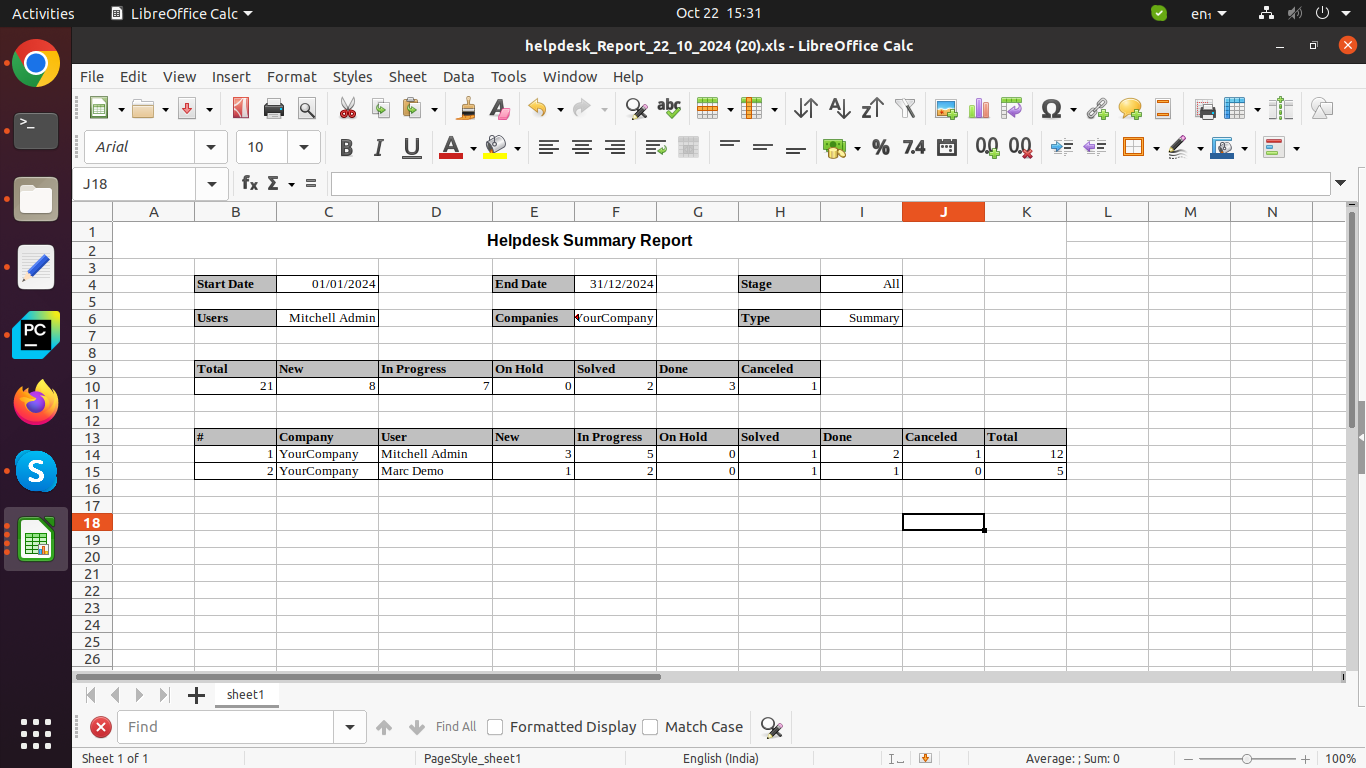 Activities LibreOffice Calc Oct 22 15:31 en₁
helpdesk_Report_22_10_2024 (20).xls - LibreOffice Calc
File Edit View Insert Format Styles Sheet Data Tools Window Help
Arial 10
J18
A B C D E F G H I J K L M N
1 Helpdesk Summary Report
2
3
4 Start Date 01/01/2024 End Date 31/12/2024 Stage All
5
6 Users Mitchell Admin Companies YourCompany Type Summary
7
8
9 Total New In Progress On Hold Solved Done Canceled
10 21 8 7 0 2 3 1
11
12
13 # Company User New In Progress On Hold Solved Done Canceled Total
14 1 YourCompany Mitchell Admin 3 5 0 1 2 1 12
15 2 YourCompany Marc Demo 1 2 0 1 1 0 5
16
17
18
19
20
21
22
23
24
25
26
sheet1
Find Find All Formatted Display Match Case
Sheet 1 of 1 PageStyle_sheet1 English (India) Average: ; Sum: 0 100%